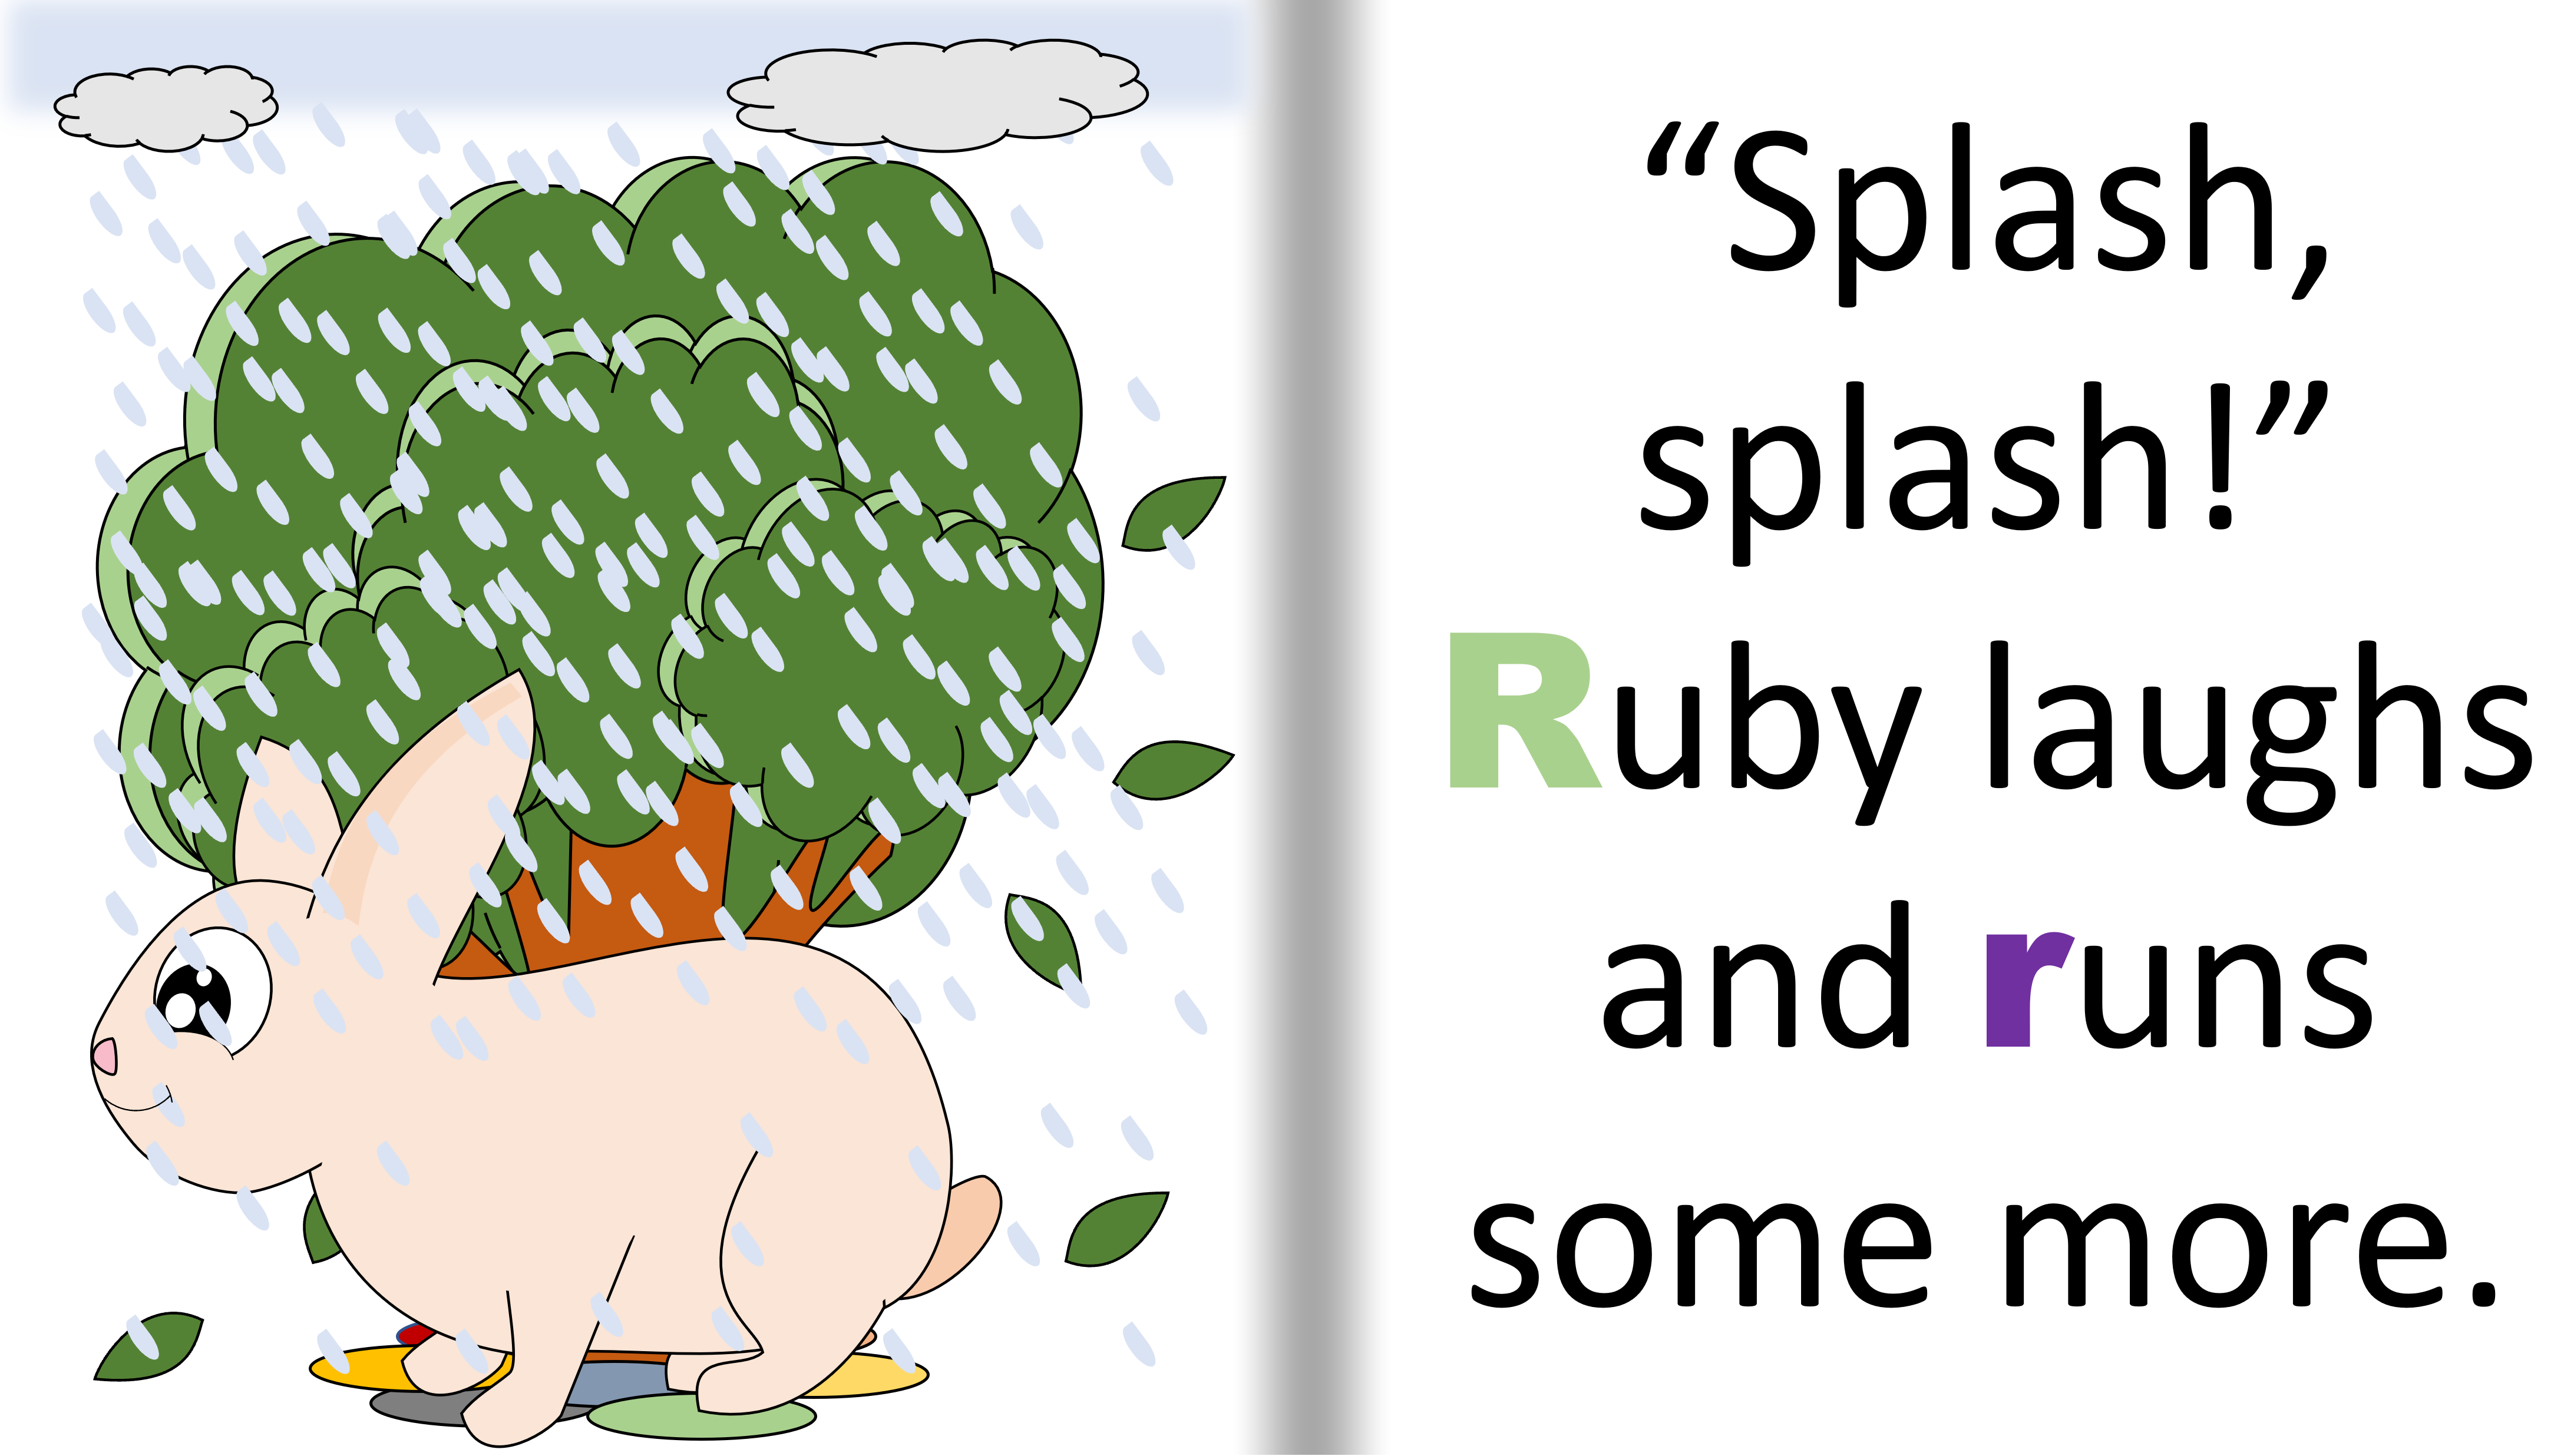 “Splash,
splash!”
Ruby laughs
and runs
some more.